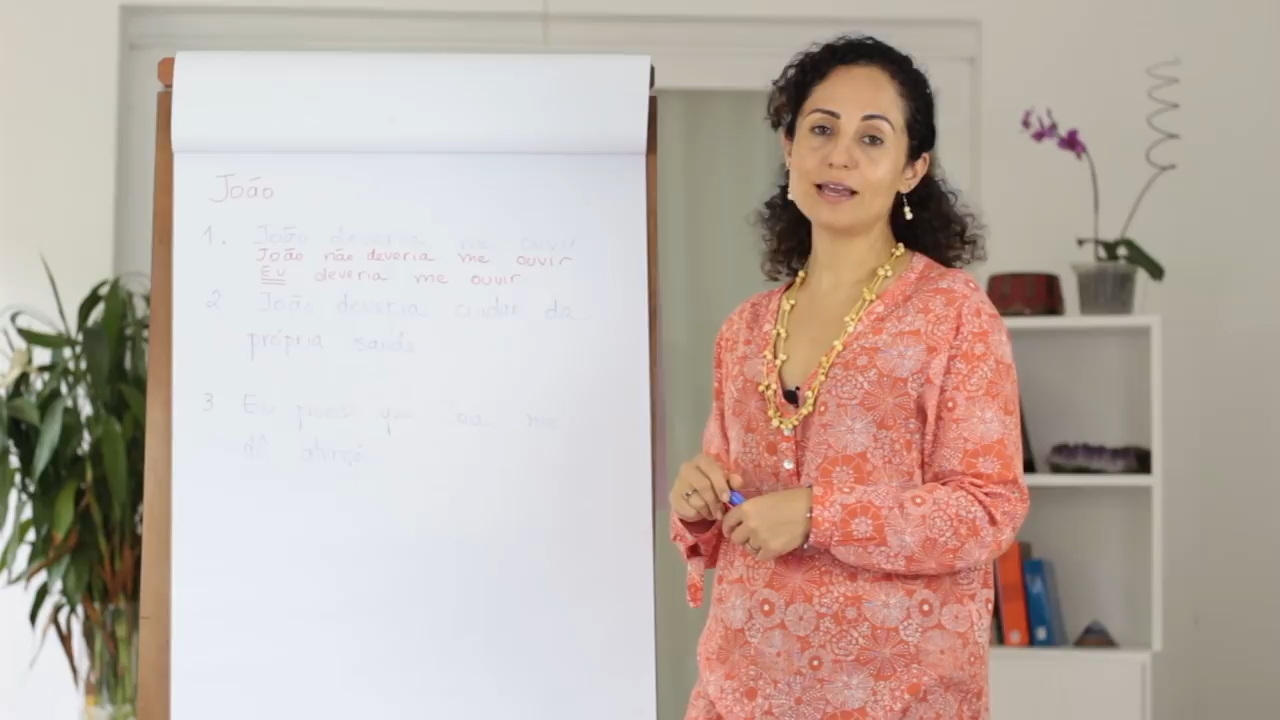 João
1. João deveria me ouvir
João não deveria me ouvir
EU deveria me ouvir
2 João deveria cuidar da
própria saúde
3 Eu preciso que João me
dê atenção